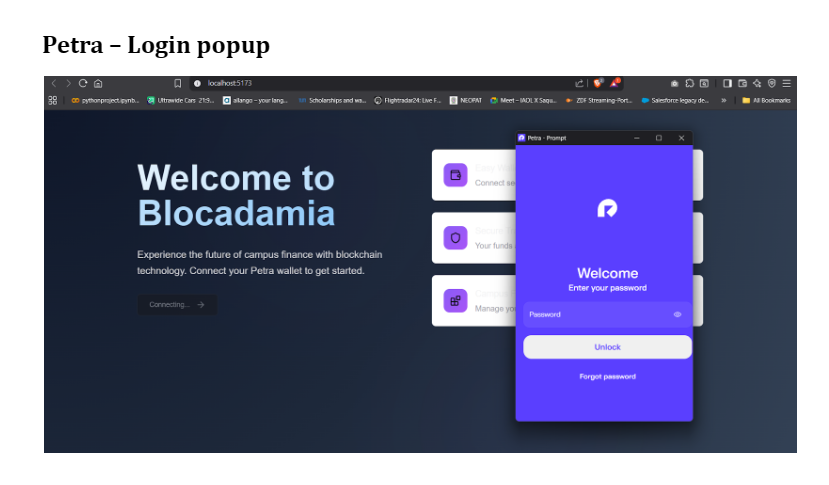 Petra – Login popup
localhost:5173
pythonproject.ipynb...
Ultrawide Cars 21:9...
allango – your lang...
Scholarships and wa...
Flightradar24: Live F...
NEOPAT
Meet – IAOL X Saqu...
ZDF Streaming-Port...
Salesforce legacy de...
»
All Bookmarks
Petra - Prompt
Welcome to
Blocadamia
Experience the future of campus finance with blockchain
technology. Connect your Petra wallet to get started.
Connecting... →
Connect se
Your funds
Manage yo
Welcome
Enter your password
Password
Unlock
Forgot password